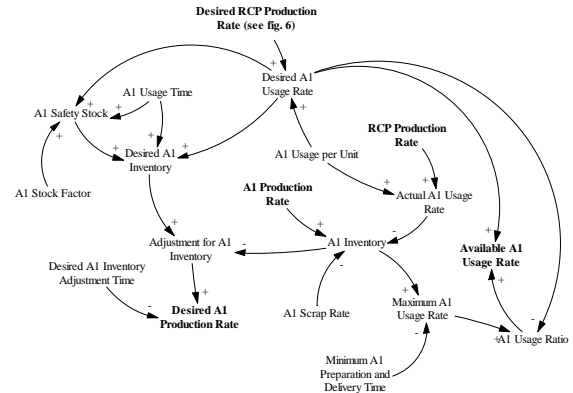 Desired RCP Production
Rate (see fig. 6)
+
Desired A1
Usage Rate
+
A1 Usage Time
+
+
A1 Safety Stock
+
+
+
+
Desired A1
Inventory
A1 Usage per Unit
RCP Production
Rate
A1 Stock Factor
A1 Production
Rate
+
+
Actual A1 Usage
Rate
+
+
-
+
Adjustment for A1
Inventory
-
A1 Inventory
Available A1
Usage Rate
Desired A1 Inventory
Adjustment Time
-
+
+
+
-
Desired A1
Production Rate
A1 Scrap Rate
Maximum A1
Usage Rate
-
-
+
A1 Usage Ratio
Minimum A1
Preparation and
Delivery Time